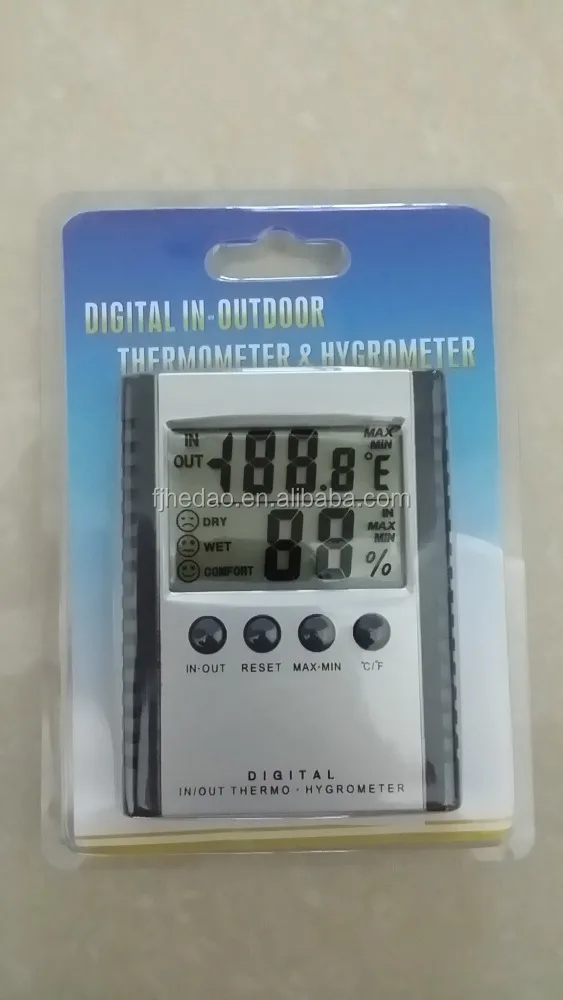 DIGITAL IN-OUTDOOR
THERMOMETER & HYGROMETER
IN MAX
MIN
OUT -188.8 °E
fjhedao.en.alibaba.com
DRY 88 IN
MAX
WET MIN
COMFORT %
IN-OUT RESET MAX-MIN °C/°F
DIGITAL
IN/OUT THERMO · HYGROMETER